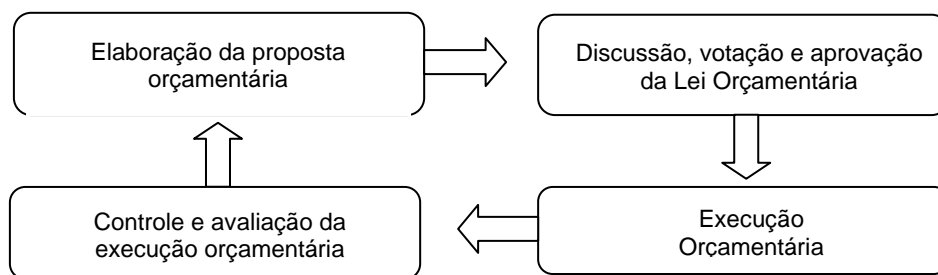 Elaboração da proposta
orçamentária
Discussão, votação e aprovação
da Lei Orçamentária
Execução
Orçamentária
Controle e avaliação da
execução orçamentária